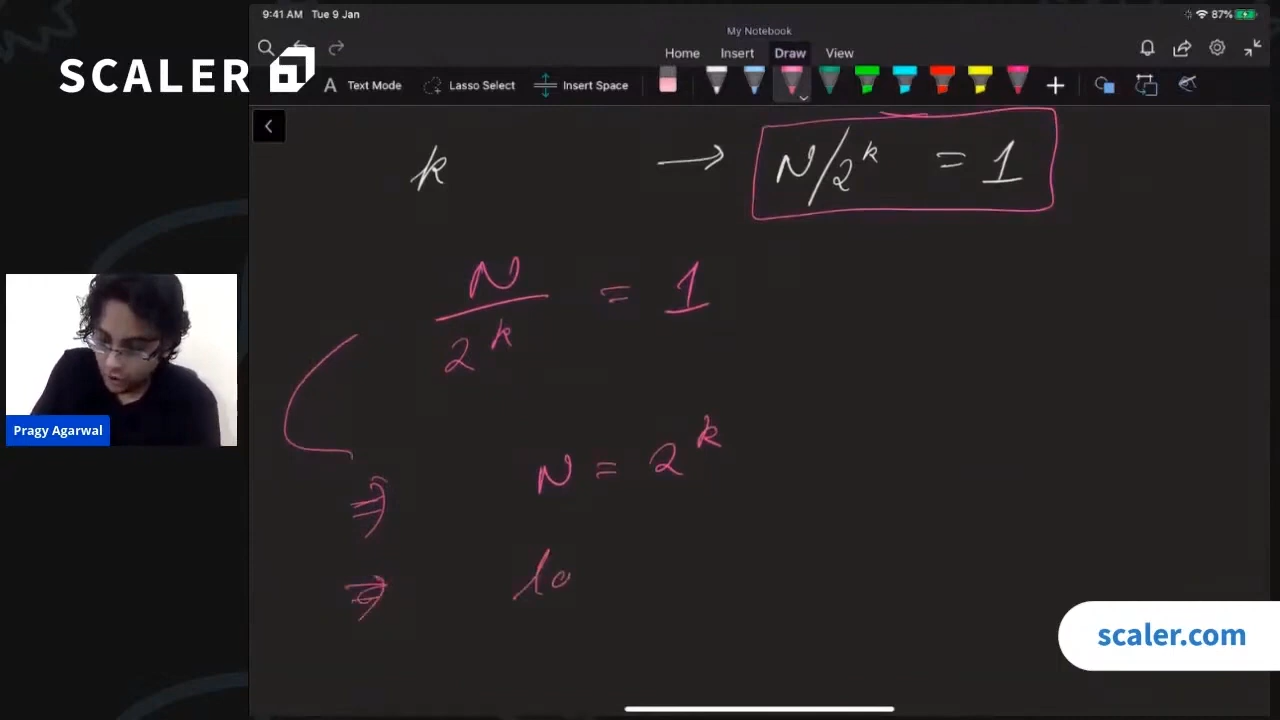 9:41 AM Tue 9 Jan
87%
My Notebook
Home Insert Draw View
SCALER
A Text Mode Lasso Select Insert Space
k → N/2^k = 1
N
— = 1
2^k
Pragy Agarwal
⇒ N = 2^k
⇒ lo
scaler.com